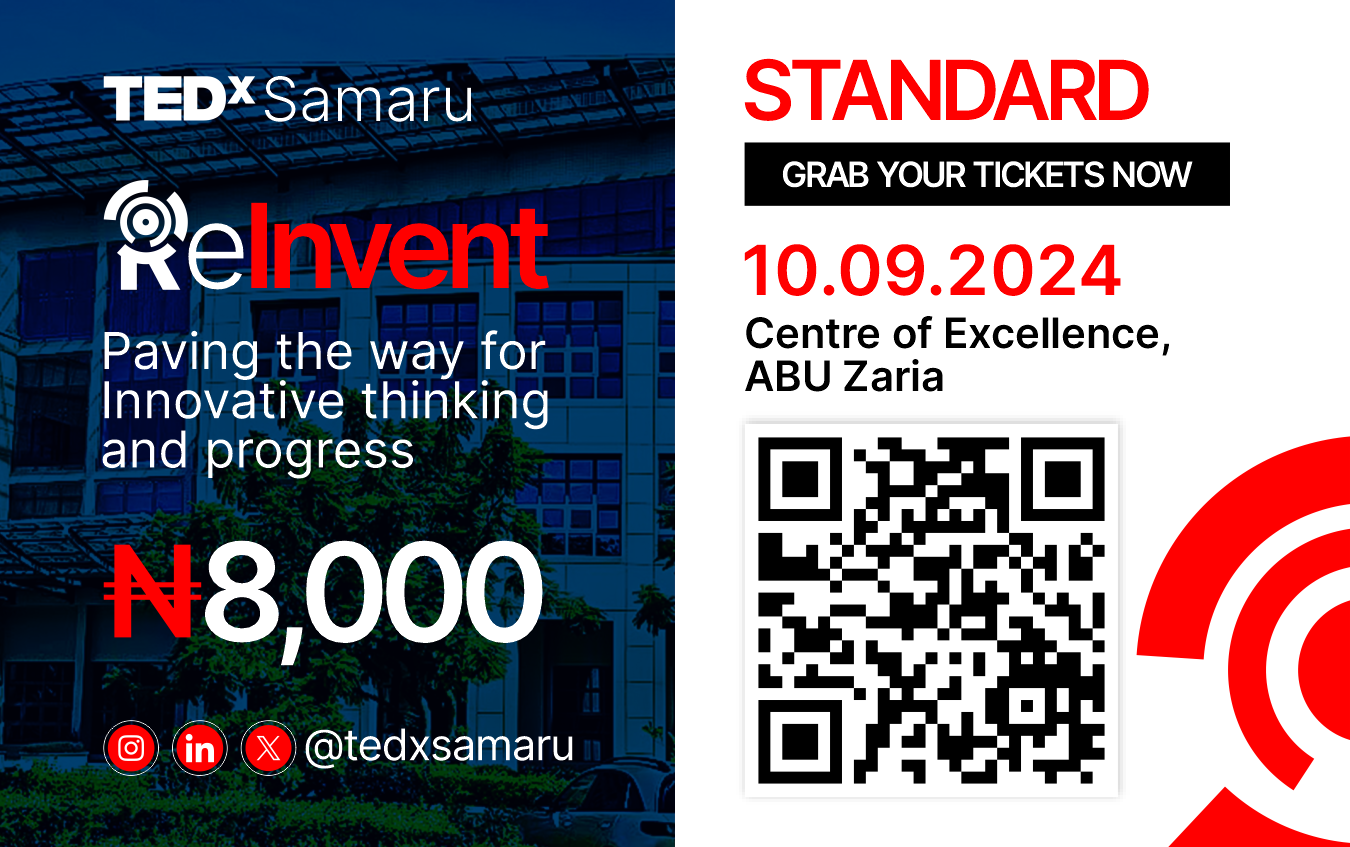 TEDx Samaru
ReInvent
Paving the way for
Innovative thinking
and progress
₦8,000
@tedxsamaru
STANDARD
GRAB YOUR TICKETS NOW
10.09.2024
Centre of Excellence,
ABU Zaria